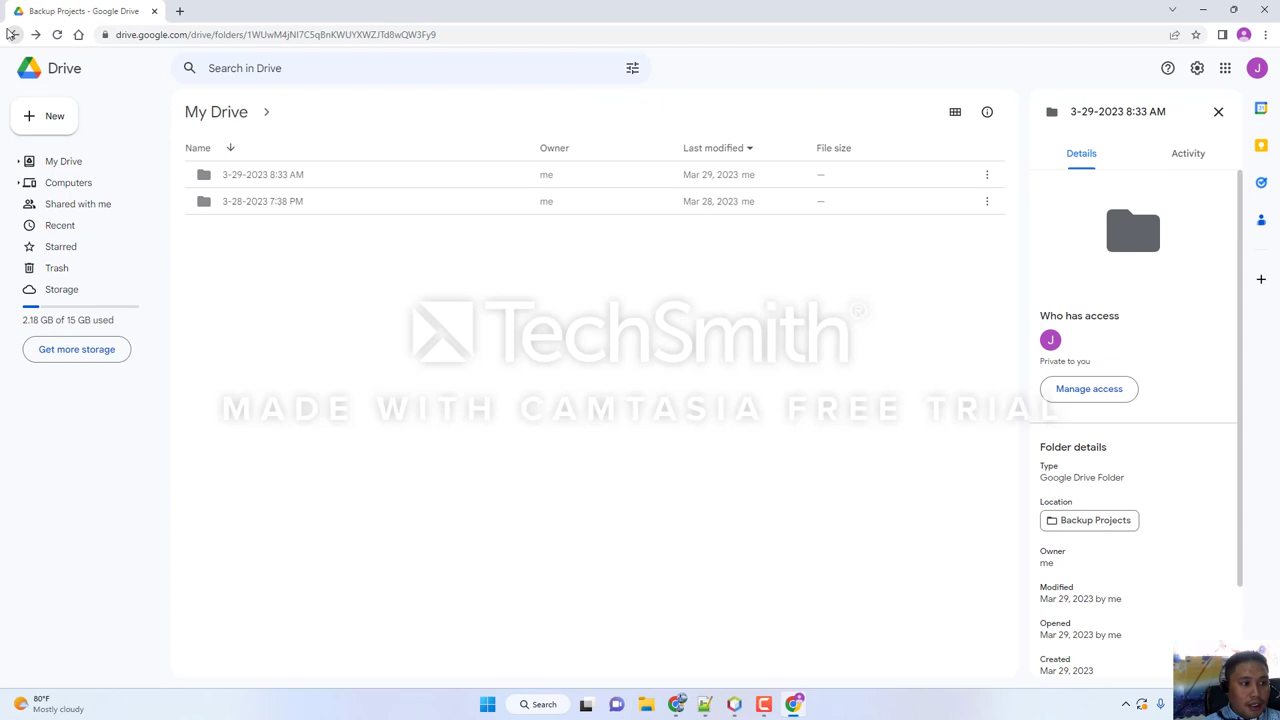 Backup Projects - Google Drive
drive.google.com/drive/folders/1WUwM4jNI7C5qBnKWUYXWZJTd8wQW3Fy9
Drive
Search in Drive
J
New
My Drive
Computers
Shared with me
Recent
Starred
Trash
Storage
2.18 GB of 15 GB used
Get more storage
My Drive
Name Owner Last modified File size
3-29-2023 8:33 AM me Mar 29, 2023 me —
3-28-2023 7:38 PM me Mar 28, 2023 me —
TechSmith®
MADE WITH CAMTASIA FREE TRIAL
3-29-2023 8:33 AM
Details Activity
Who has access
J
Private to you
Manage access
Folder details
Type
Google Drive Folder
Location
Backup Projects
Owner
me
Modified
Mar 29, 2023 by me
Opened
Mar 29, 2023 by me
Created
Mar 29, 2023
80°F
Mostly cloudy
Search